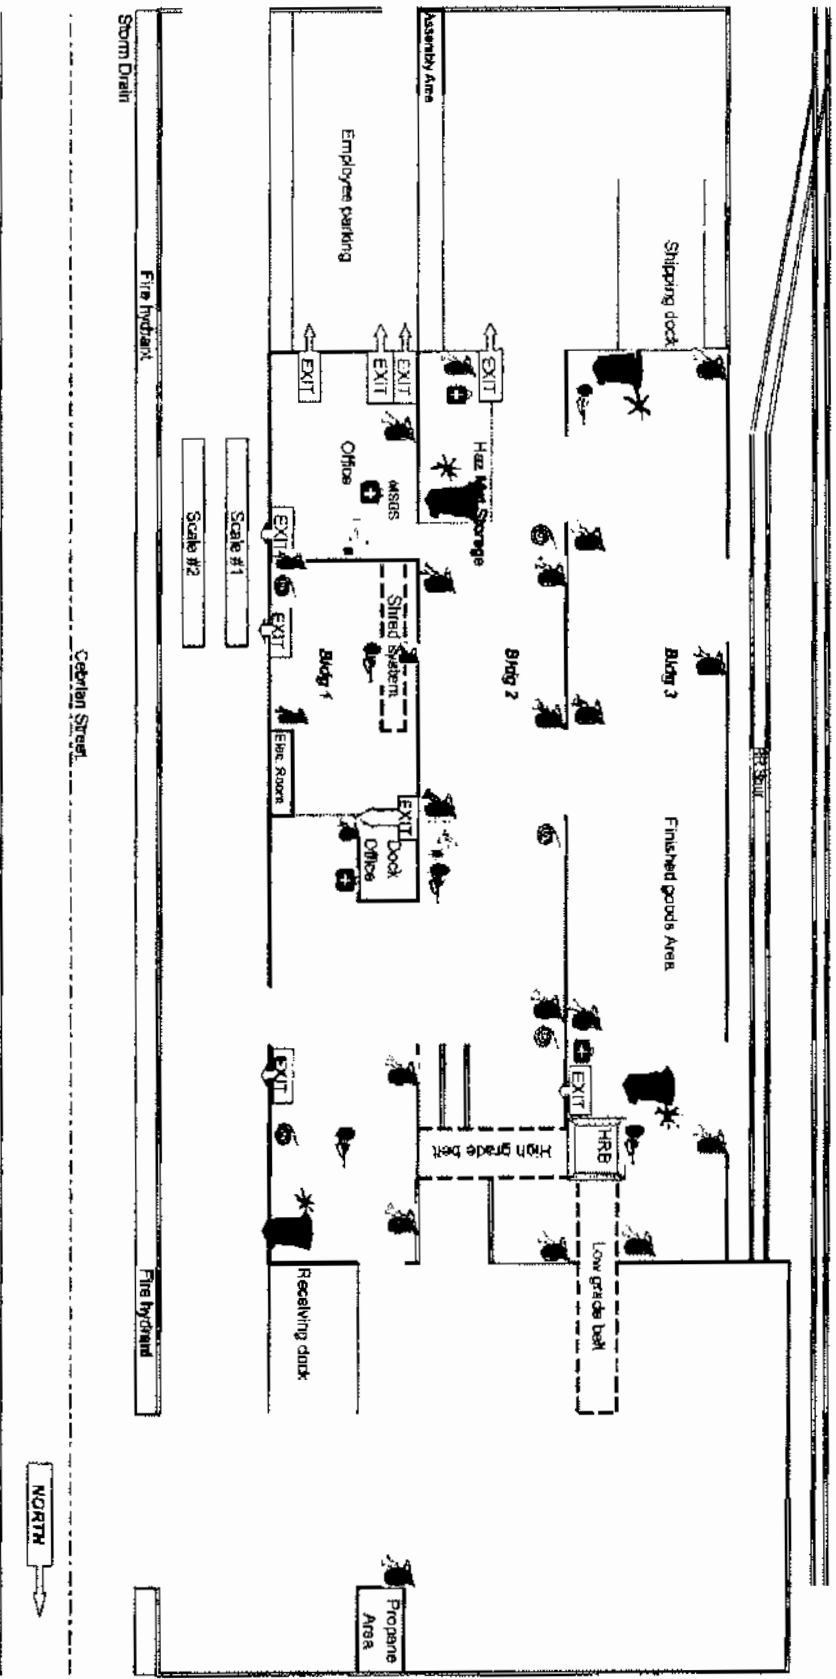 Assembly Area
Shipping dock
Employee parking
Storm Drain
Fire hydrant
EXIT
EXIT
EXIT
EXIT
Haz Mat Storage
Office
MSDS
EXIT
Scale #1
Scale #2
EXIT
Shred System
Bldg 1
Bldg 2
Bldg 3
Cebrian Street
Elec. Room
RR Spur
EXIT
Dock
Office
Finished goods Area
EXIT
EXIT
HRB
High grade belt
Low grade belt
Receiving dock
Fire hydrant
NORTH
Propane
Area